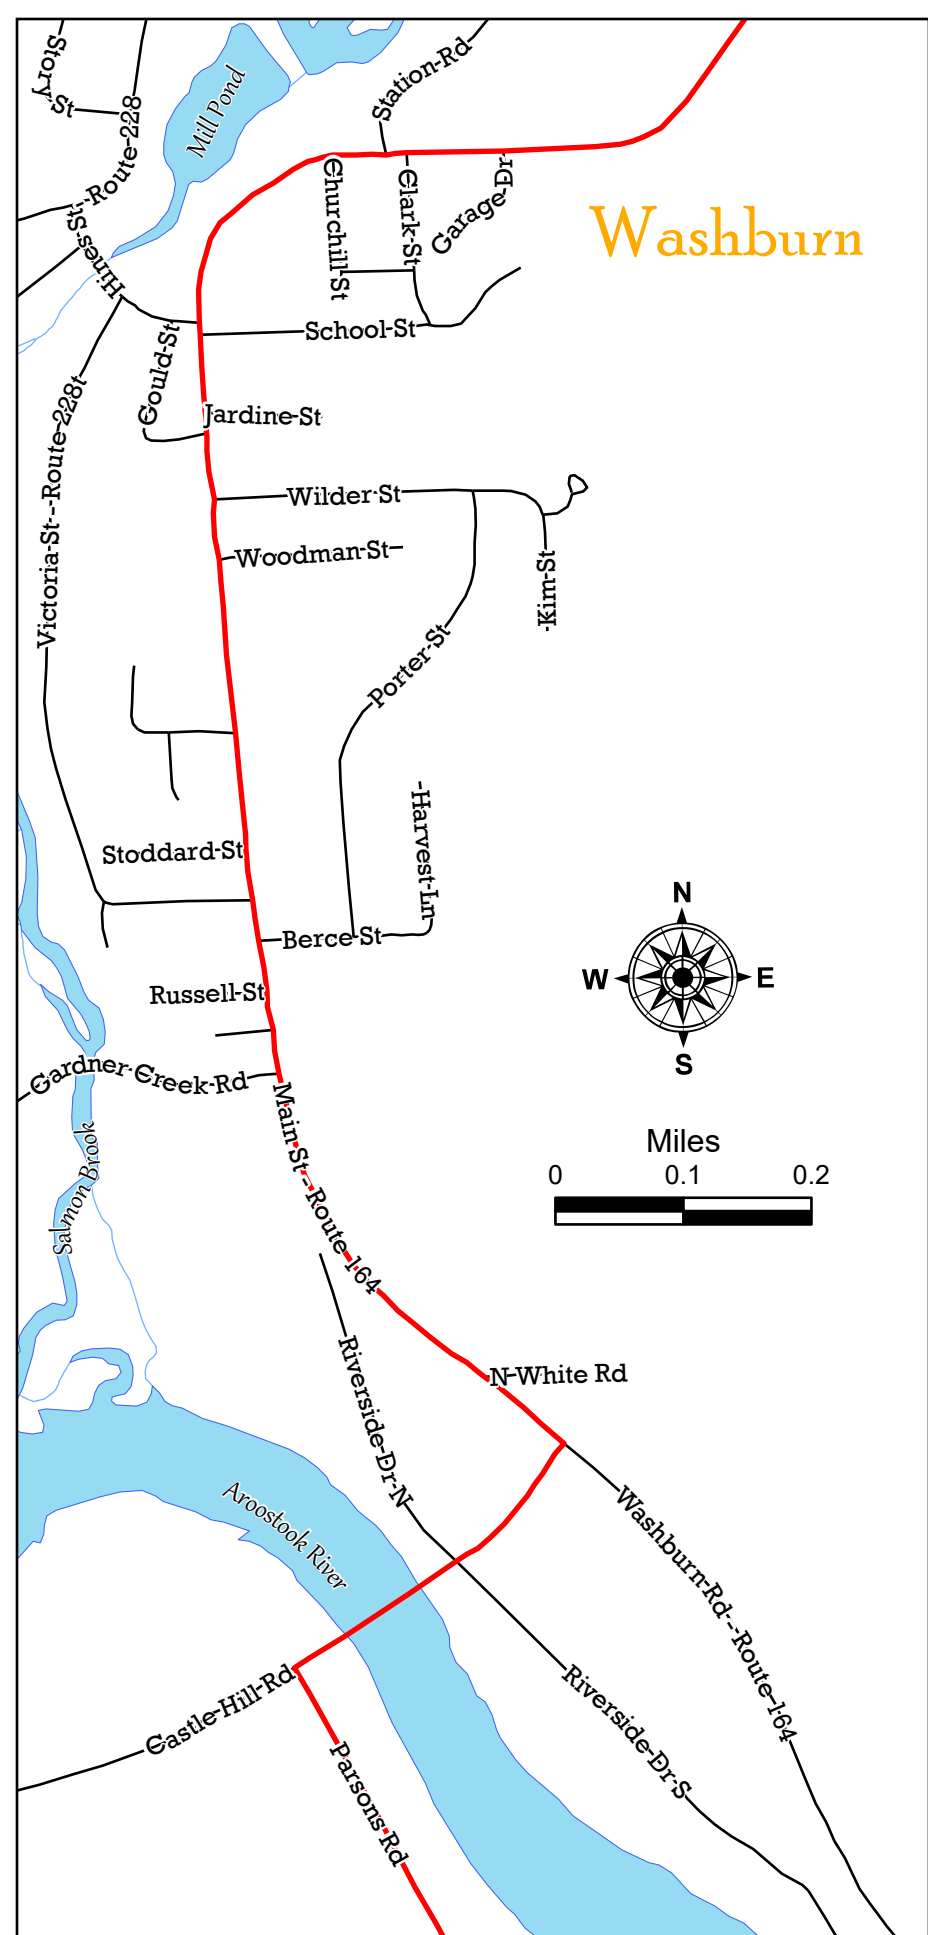 Story St
Route 228
Mill Pond
Station Rd
Churchill St
Clark St
Garage Dr
Washburn
Hines St
School St
Gould St
Jardine St
Victoria St - Route 228t
Wilder St
Woodman St
Kim St
Porter St
Harvest Ln
Stoddard St
Berce St
Russell St
N
W
E
S
Gardner Creek Rd
Main St - Route 164
Salmon Brook
Miles
0 0.1 0.2
Riverside Dr N
N White Rd
Aroostook River
Washburn Rd - Route 164
Castle Hill Rd
Riverside Dr S
Parsons Rd